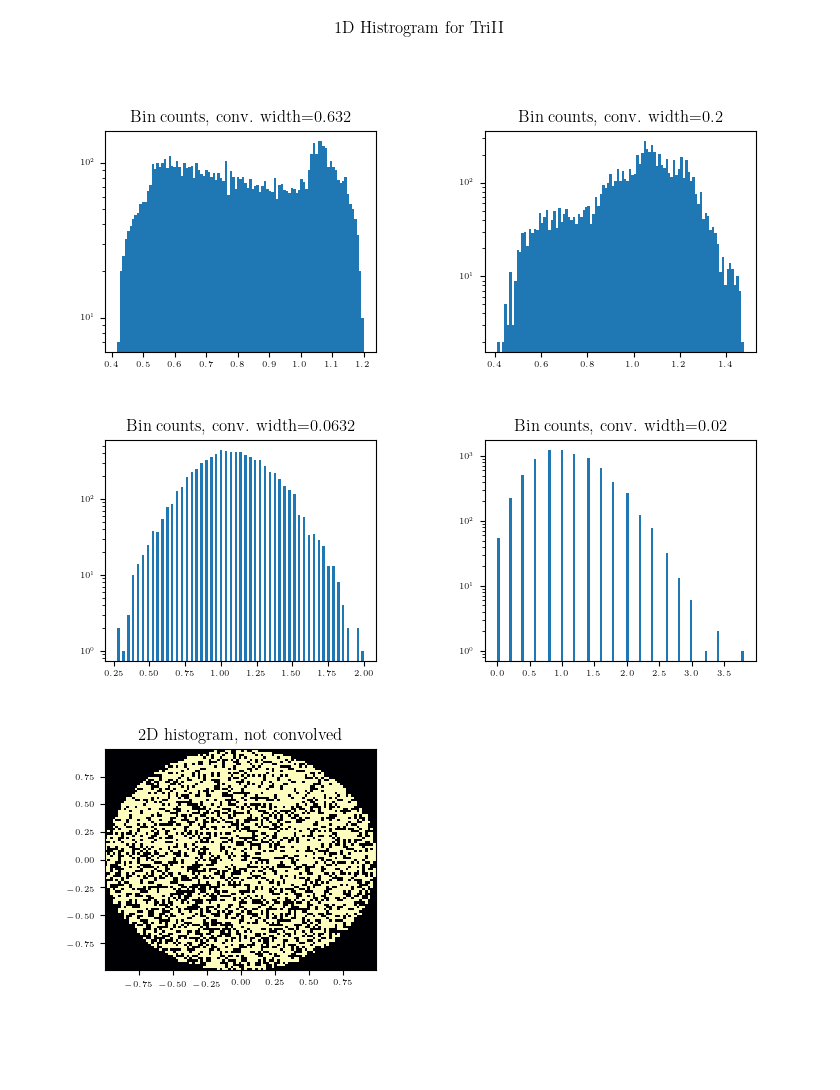 1D Histrogram for TriII
Bin counts, conv. width=0.632
10²
10¹
0.4 0.5 0.6 0.7 0.8 0.9 1.0 1.1 1.2
Bin counts, conv. width=0.2
10²
10¹
0.4 0.6 0.8 1.0 1.2 1.4
Bin counts, conv. width=0.0632
10²
10¹
10⁰
0.25 0.50 0.75 1.00 1.25 1.50 1.75 2.00
Bin counts, conv. width=0.02
10³
10²
10¹
10⁰
0.0 0.5 1.0 1.5 2.0 2.5 3.0 3.5
2D histogram, not convolved
0.75
0.50
0.25
0.00
−0.25
−0.50
−0.75
−0.75 −0.50 −0.25 0.00 0.25 0.50 0.75